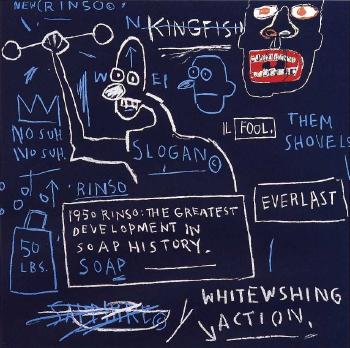 NEW(RINSO©)
N.
KINGFISH
W EI
NO SUH.
NO SUH.
SLOGAN©
IL FOOL.
THEM
SHOVELS
RINSO
EVERLAST
1950 RINSO: THE GREATEST
DEVELOPMENT IN
SOAP HISTORY.
SOAP
50
LBS.
SAPPHIRE©
WHITEWSHING
ACTION.